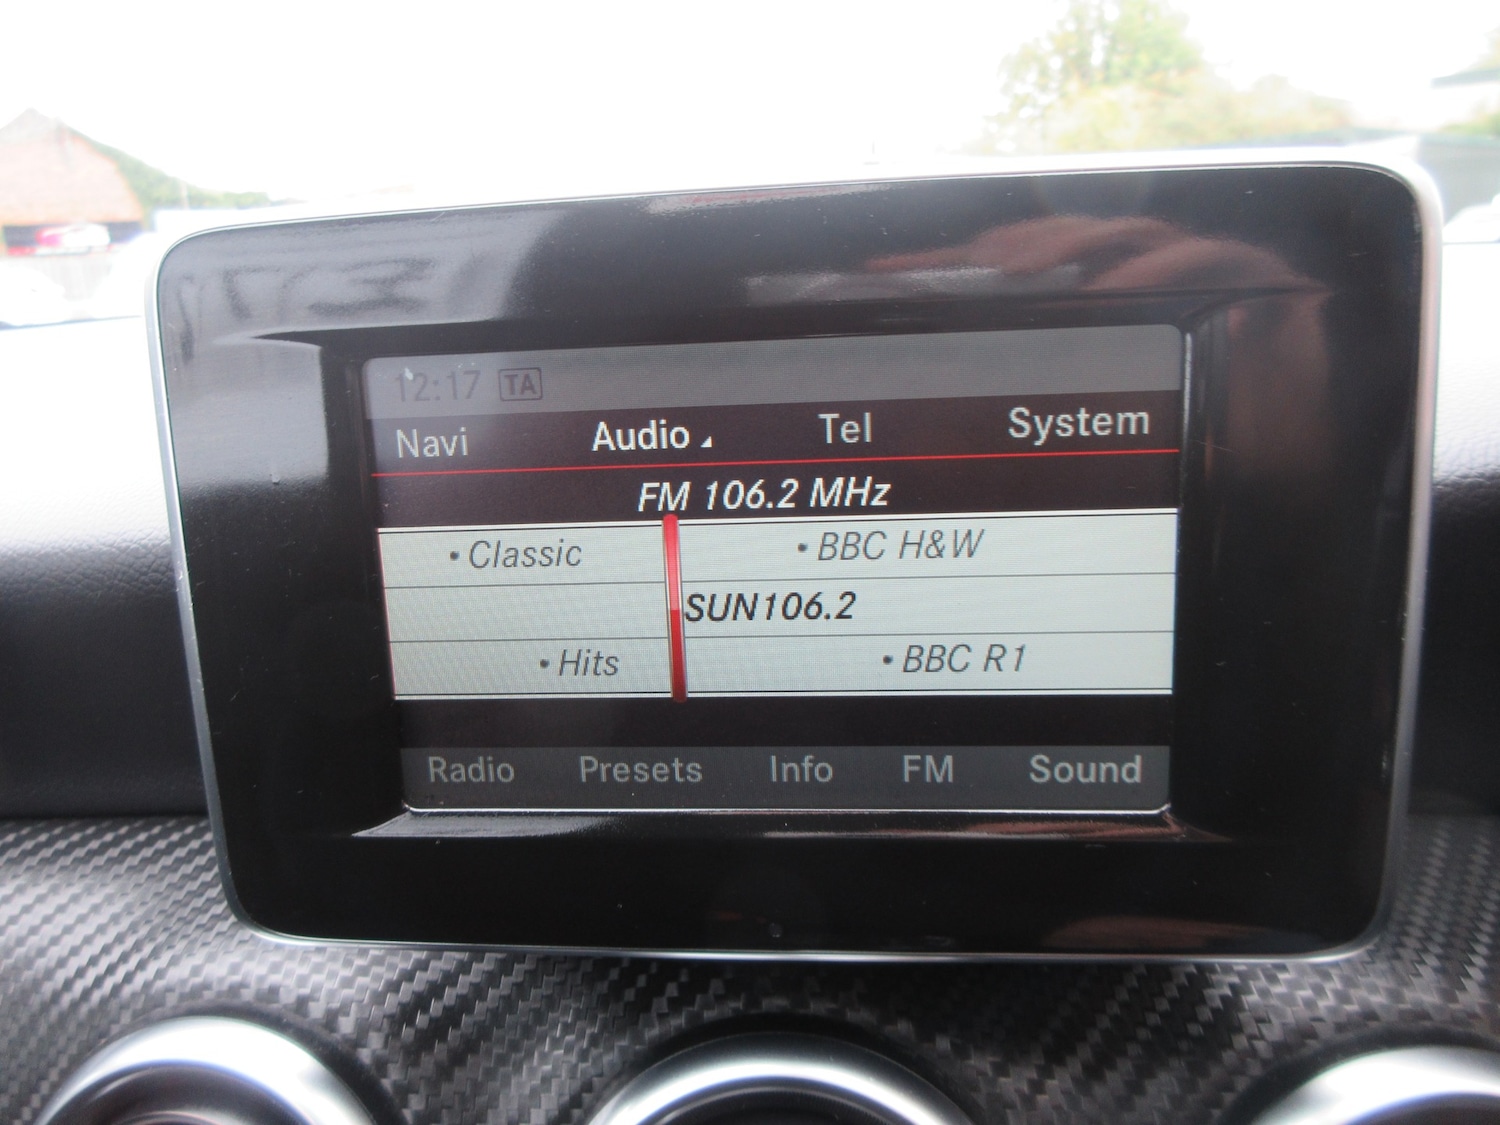 12:17 TA
Navi Audio Tel System
FM 106.2 MHz
• Classic • BBC H&W
SUN106.2
• Hits • BBC R1
Radio Presets Info FM Sound